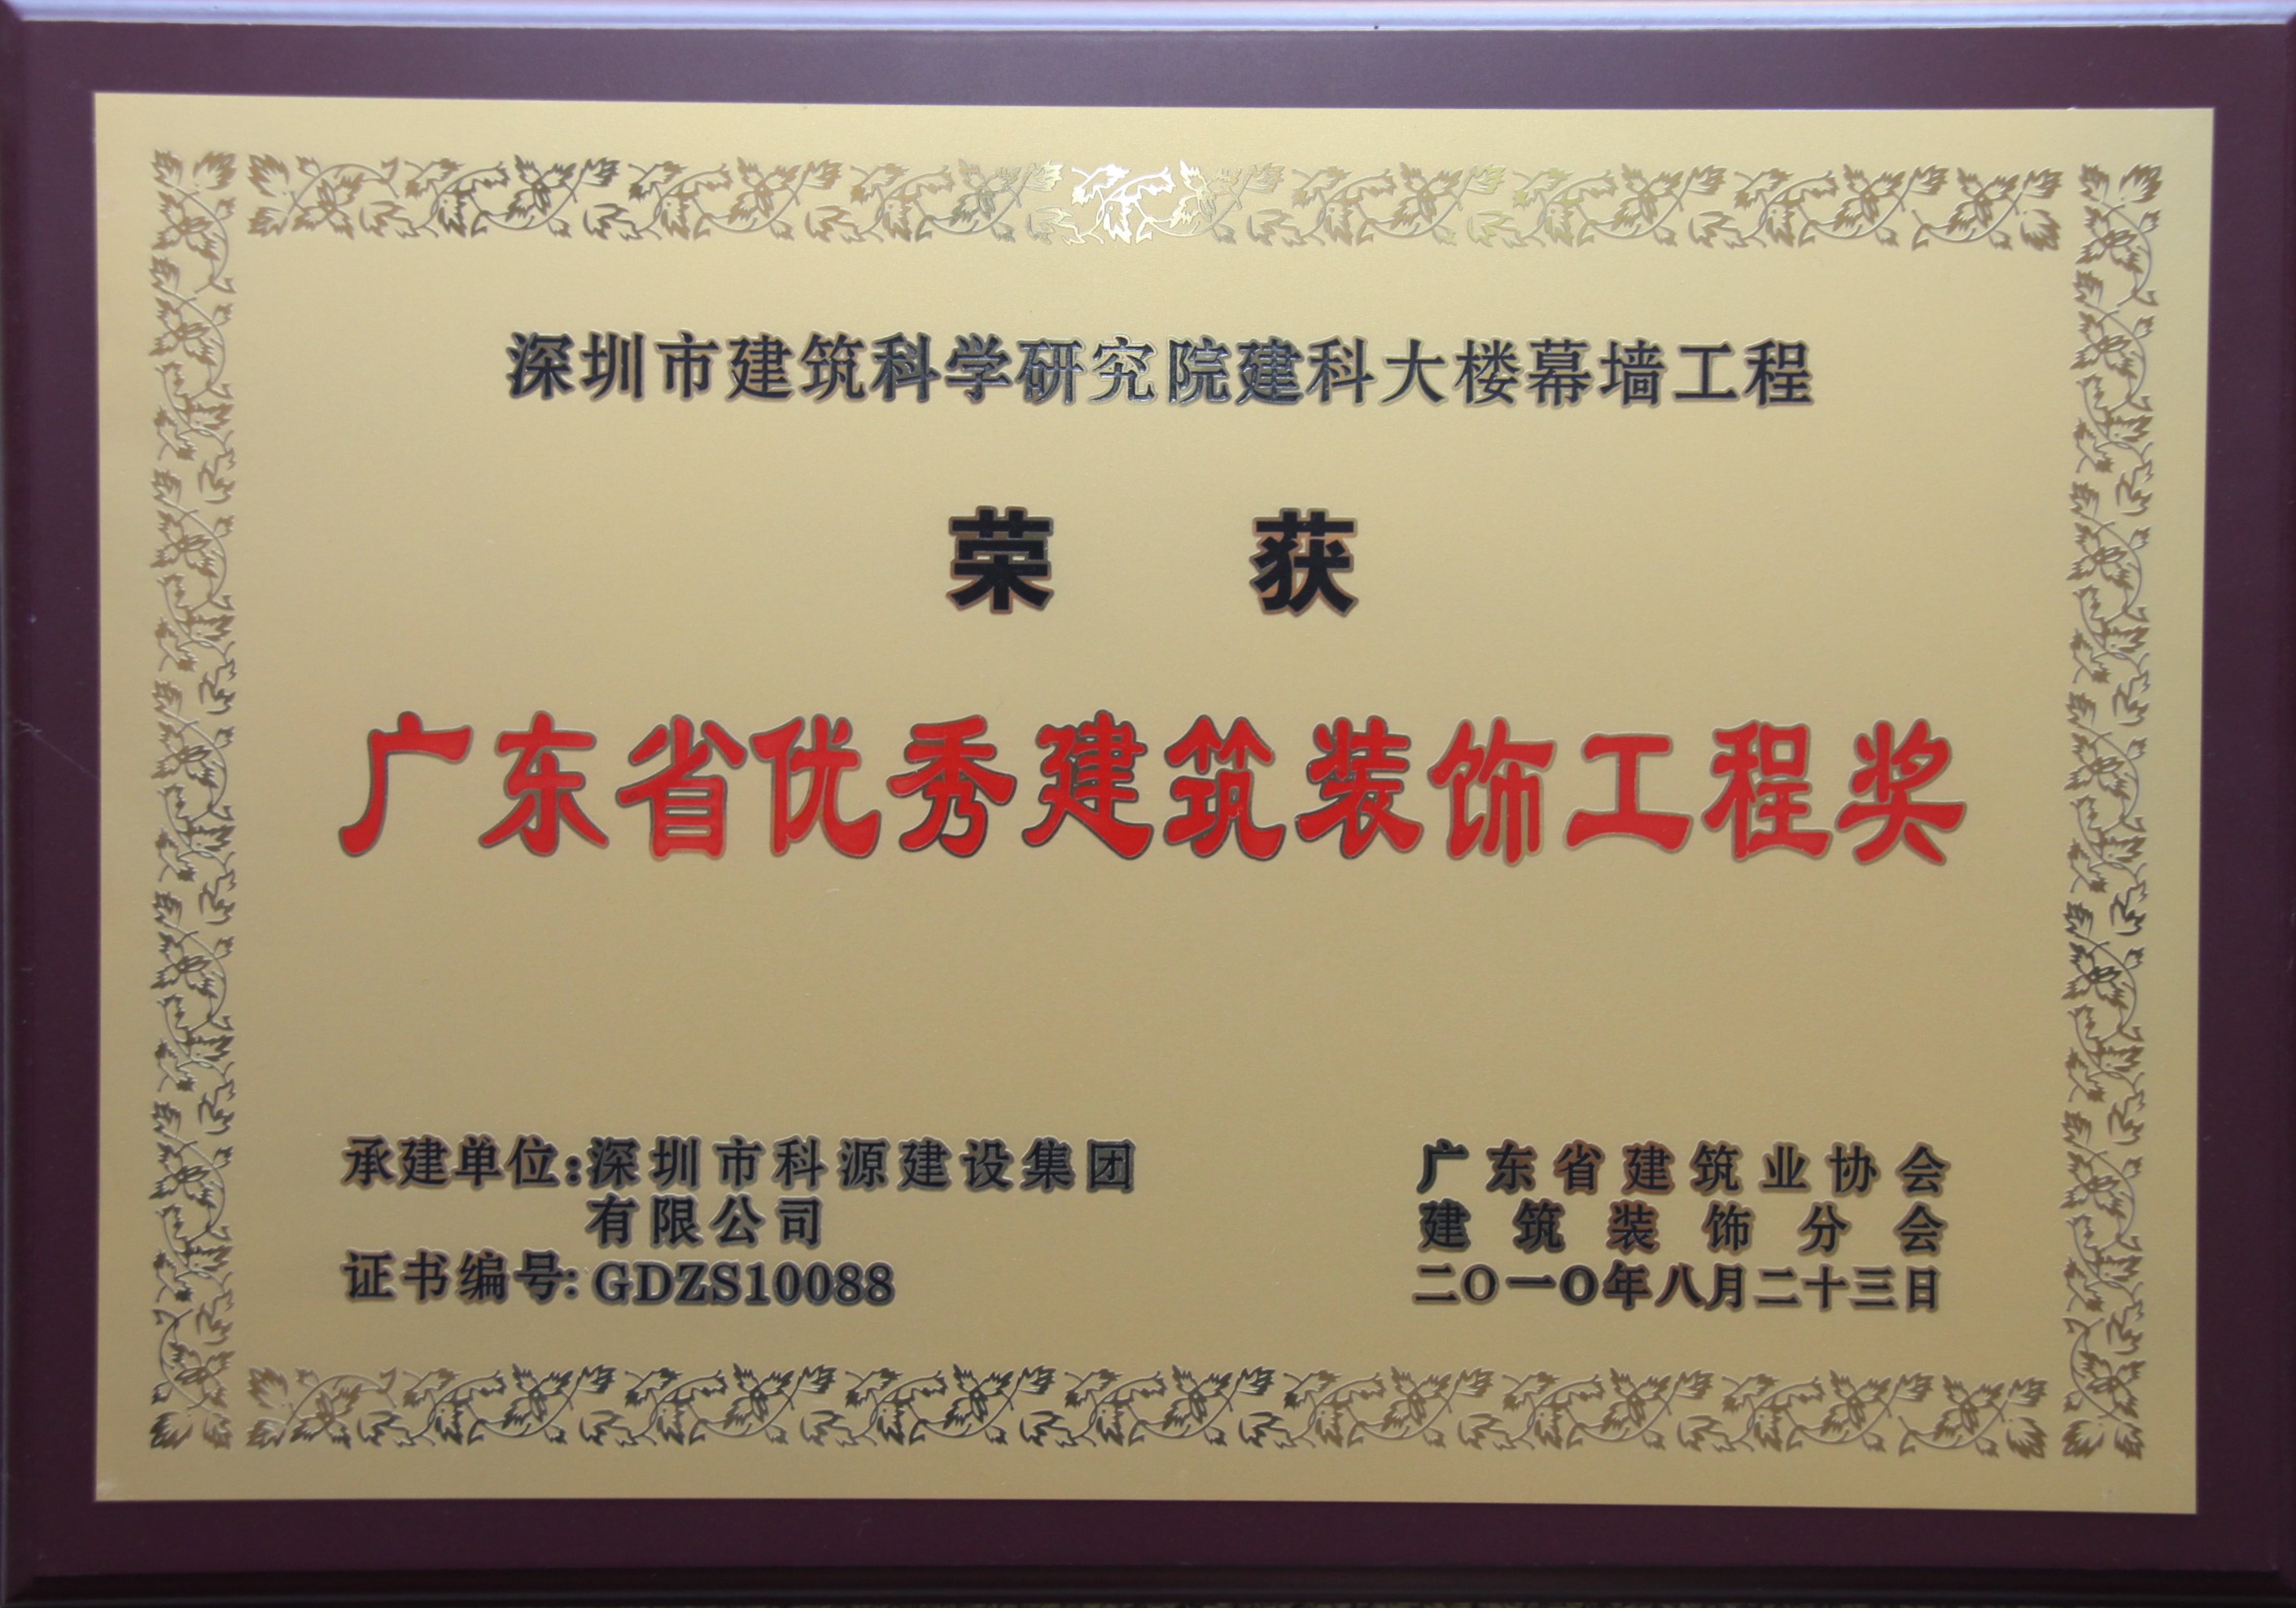 深圳市建筑科学研究院建科大楼幕墙工程
荣 获
广东省优秀建筑装饰工程奖
承建单位:深圳市科源建设集团
有限公司
证书编号:GDZS10088
广东省建筑业协会
建筑装饰分会
二〇一〇年八月二十三日